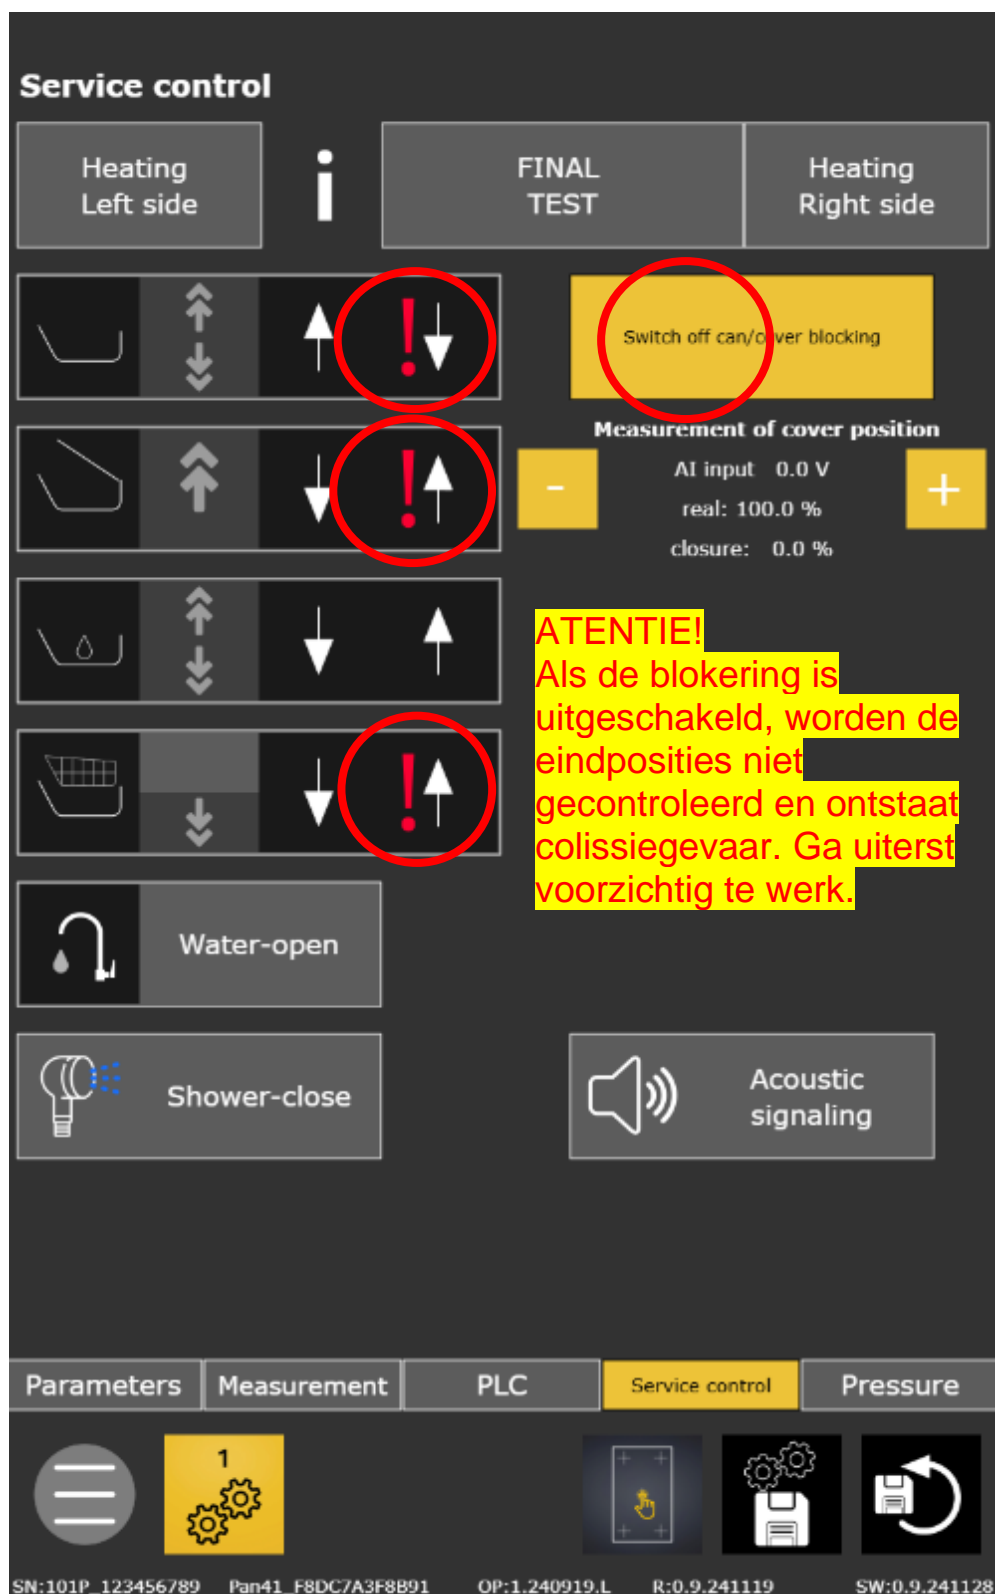 Service control
Heating
Left side
i
FINAL
TEST
Heating
Right side
!
Switch off can/cover blocking
Measurement of cover position
!
-
AI input 0.0 V
+
real: 100.0 %
closure: 0.0 %
ATENTIE!
Als de blokering is
uitgeschakeld, worden de
eindposities niet
gecontroleerd en ontstaat
colissiegevaar. Ga uiterst
voorzichtig te werk.
!
Water-open
Shower-close
Acoustic
signaling
Parameters
Measurement
PLC
Service control
Pressure
1
SN:101P_123456789 Pan41_F8DC7A3F8B91 OP:1.240919.L R:0.9.241119 SW:0.9.241128